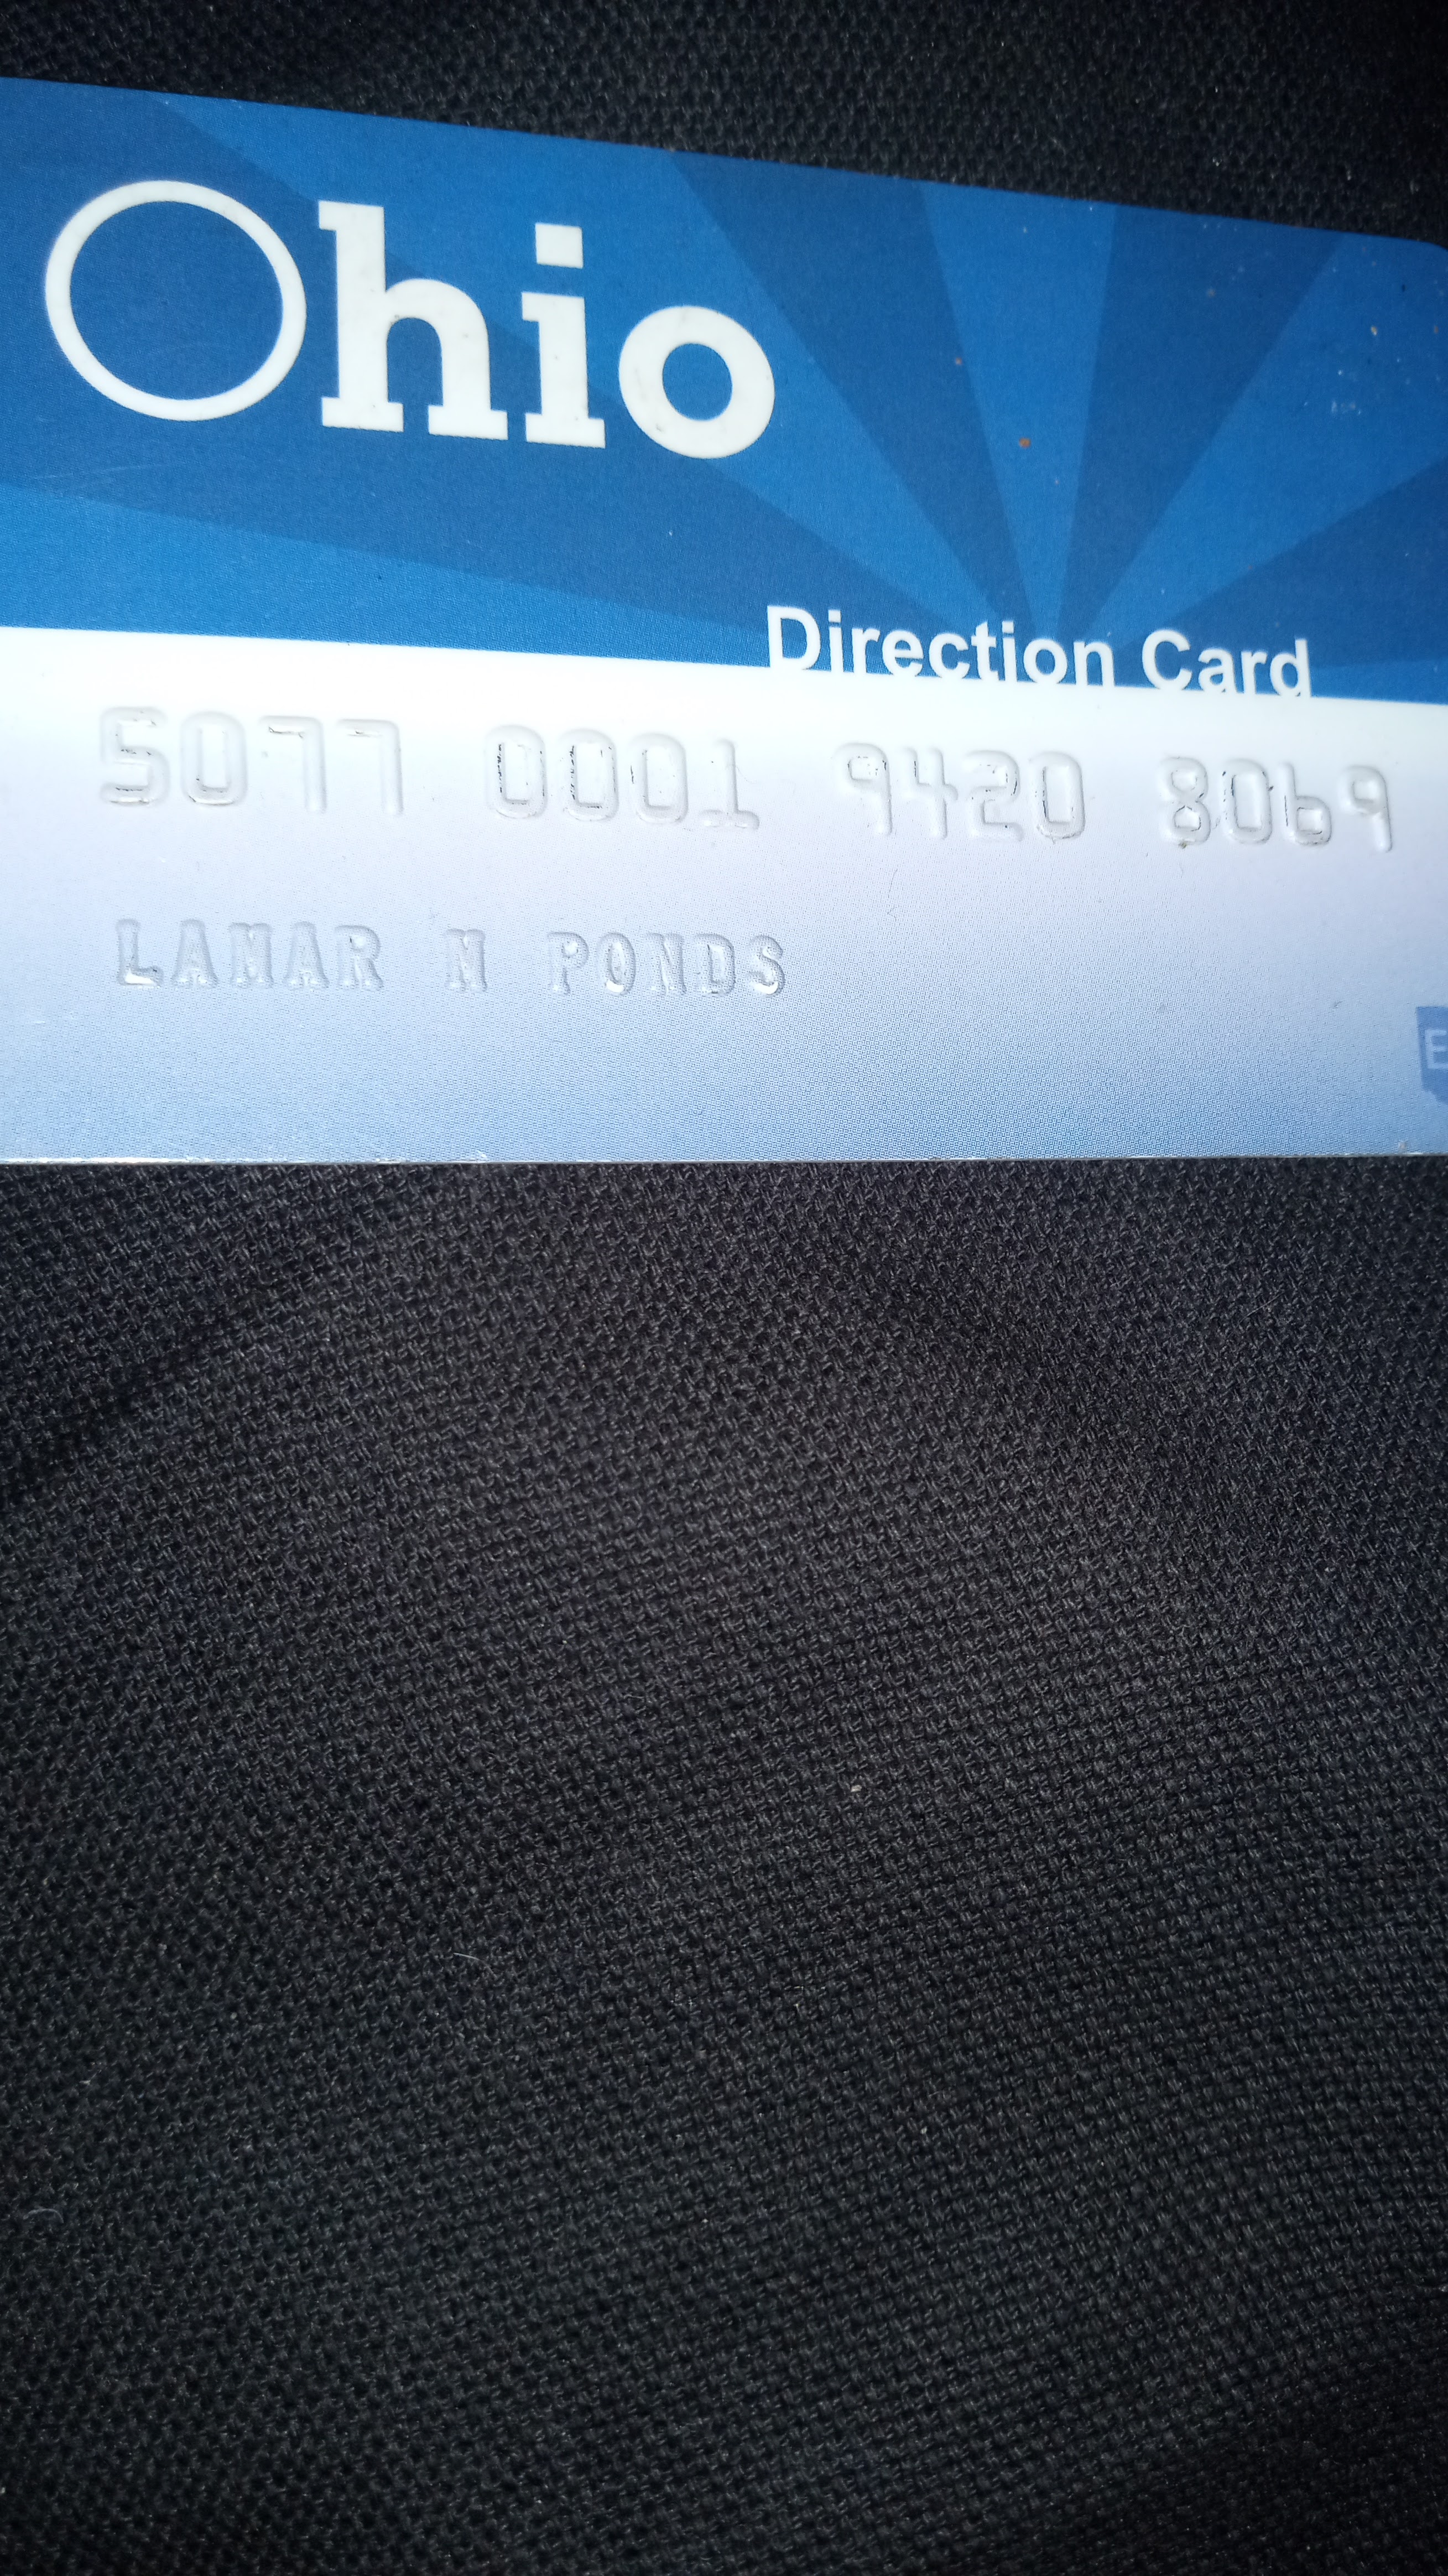 Ohio
Direction Card
5077 0001 9420 8069
LAMAR PONDS